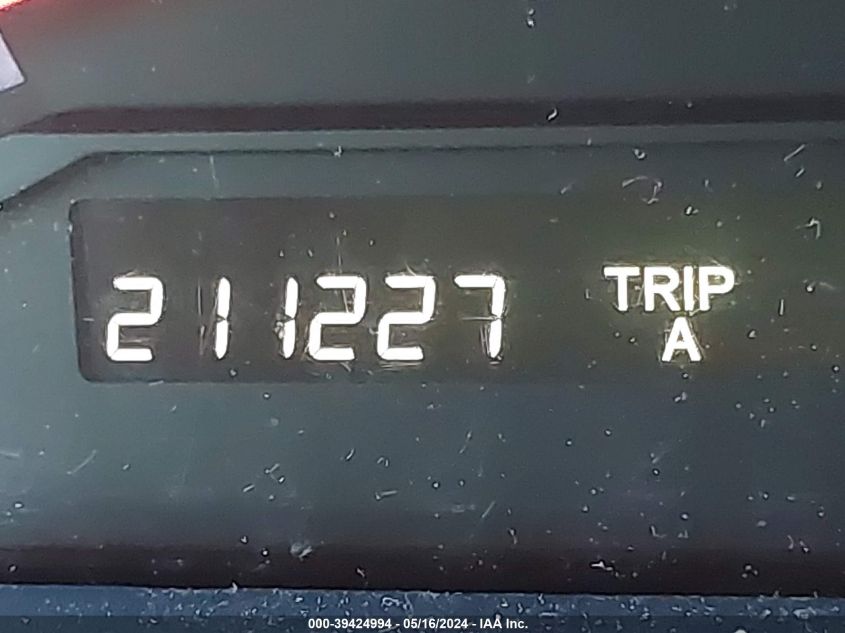 211227 TRIP
A
000-39424994 - 05/16/2024 - IAA Inc.